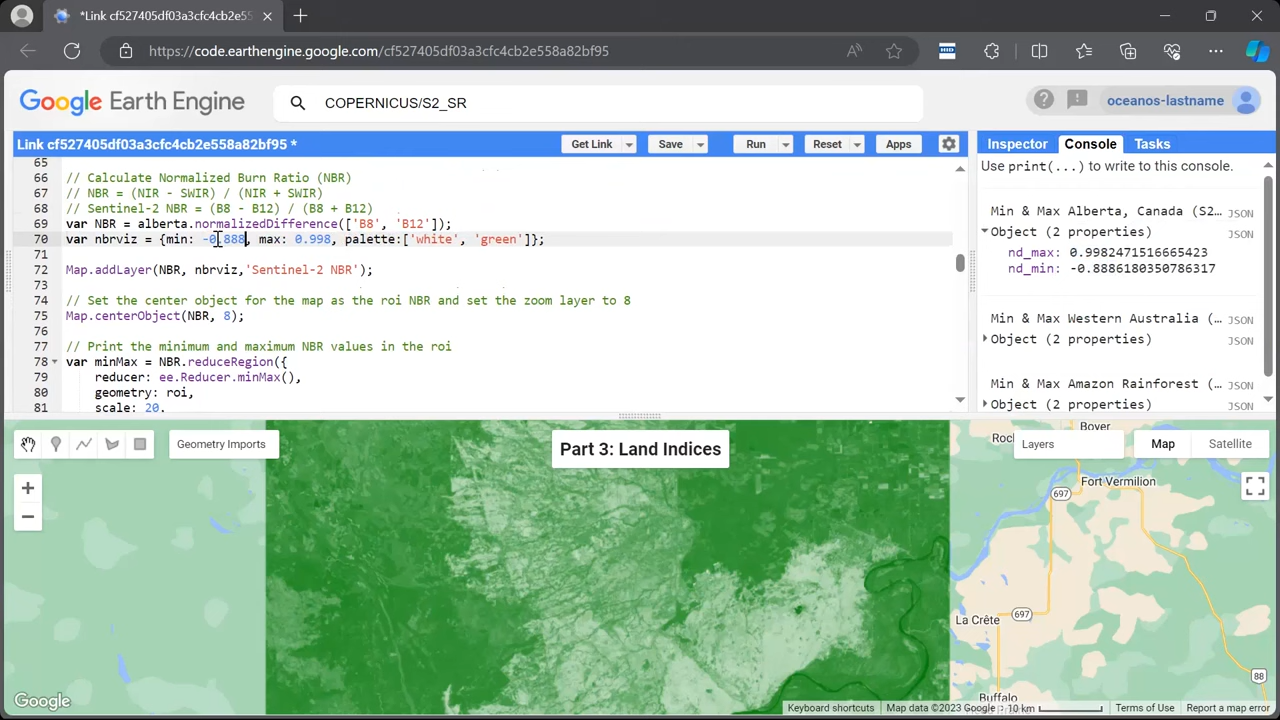 *Link cf527405df03a3cfc4cb2e55
https://code.earthengine.google.com/cf527405df03a3cfc4cb2e558a82bf95
HID
Google Earth Engine
COPERNICUS/S2_SR
oceanos-lastname
Link cf527405df03a3cfc4cb2e558a82bf95 *
Get Link
Save
Run
Reset
Apps
Inspector
Console
Tasks
65
66 // Calculate Normalized Burn Ratio (NBR)
67 // NBR = (NIR - SWIR) / (NIR + SWIR)
68 // Sentinel-2 NBR = (B8 - B12) / (B8 + B12)
69 var NBR = alberta.normalizedDifference(['B8', 'B12']);
70 var nbrviz = {min: -0.888, max: 0.998, palette:['white', 'green']};
71
72 Map.addLayer(NBR, nbrviz,'Sentinel-2 NBR');
73
74 // Set the center object for the map as the roi NBR and set the zoom layer to 8
75 Map.centerObject(NBR, 8);
76
77 // Print the minimum and maximum NBR values in the roi
78 var minMax = NBR.reduceRegion({
79 reducer: ee.Reducer.minMax(),
80 geometry: roi,
81 scale: 20.
Use print(...) to write to this console.
Min & Max Alberta, Canada (S2… JSON
Object (2 properties) JSON
nd_max: 0.9982471516665423
nd_min: -0.8886180350786317
Min & Max Western Australia (… JSON
Object (2 properties) JSON
Min & Max Amazon Rainforest (… JSON
Object (2 properties) JSON
Geometry Imports
Part 3: Land Indices
Layers
Map
Satellite
Boyer
Roc
697
Fort Vermilion
697
La Crête
697
88
Buffalo
Google
Keyboard shortcuts
Map data ©2023 Google
10 km
Terms of Use
Report a map error